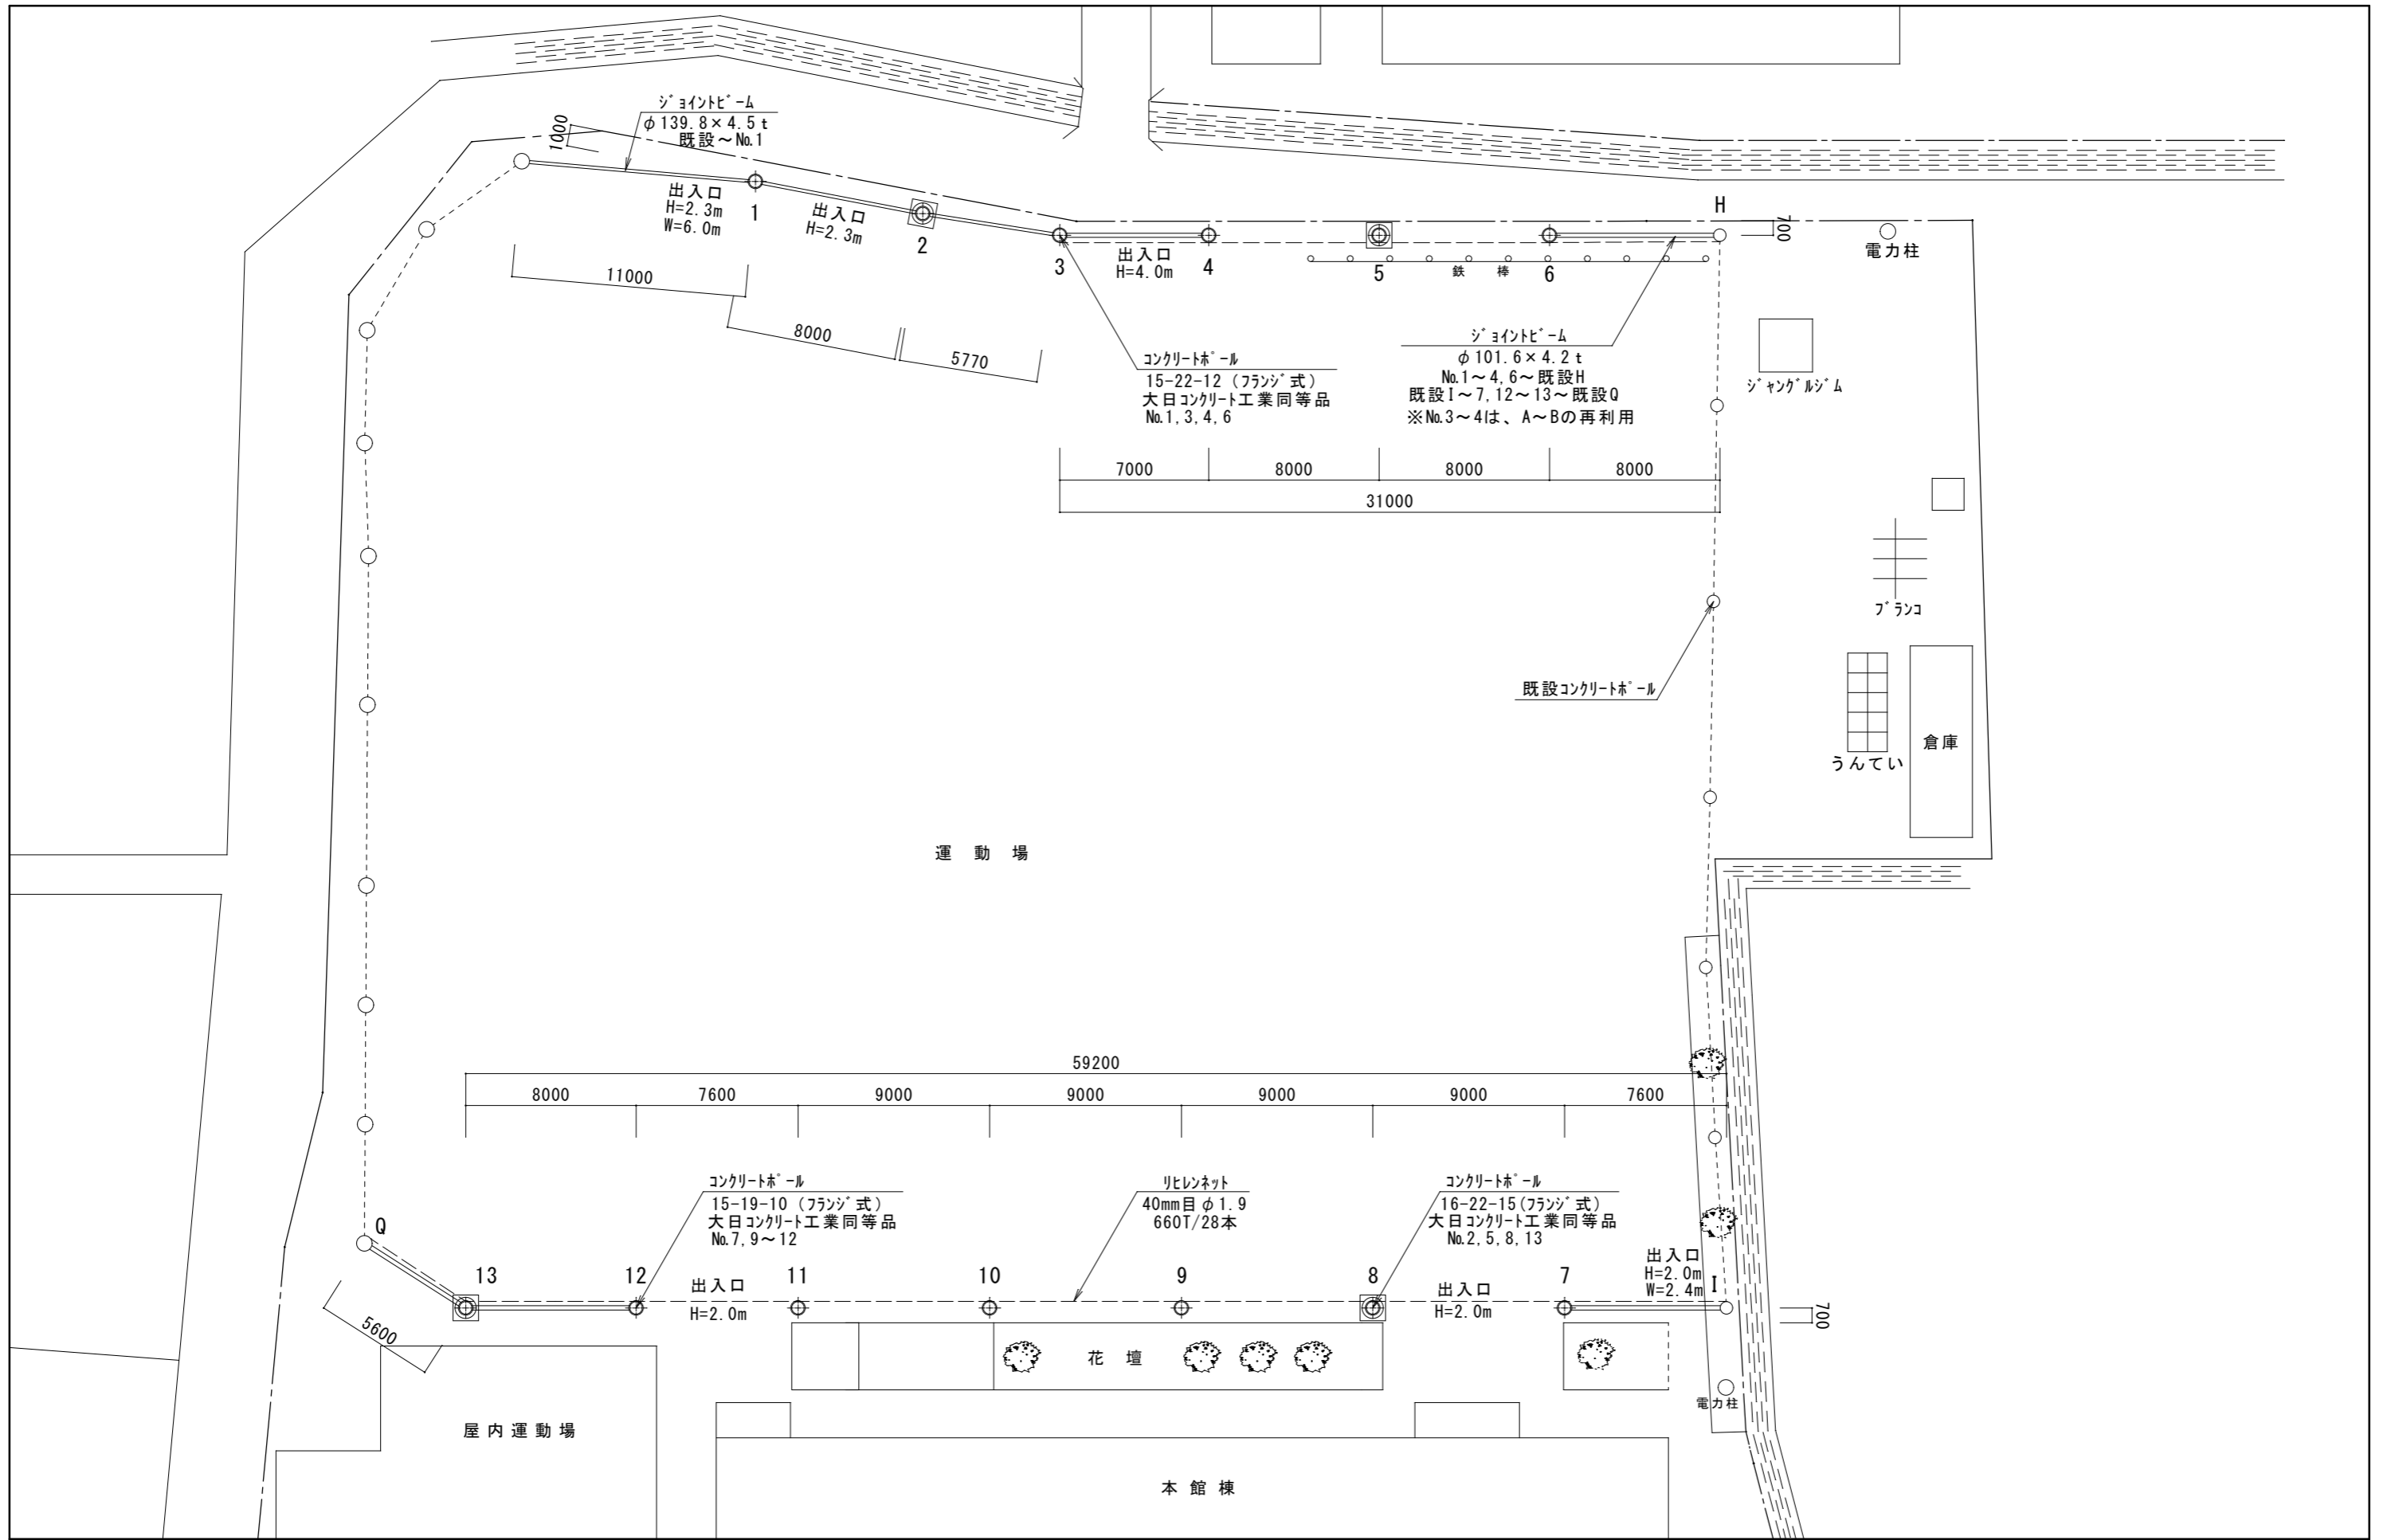 ジョイントビーム
φ139.8×4.5t
既設～No.1
1000
出入口
H=2.3m
W=6.0m
1
出入口
H=2.3m
2
11000
8000
5770
3
出入口
H=4.0m
4
5
鉄棒
6
H
700
電力柱
コンクリートポール
15-22-12 (フランジ式)
大日コンクリート工業同等品
No.1,3,4,6
ジョイントビーム
φ101.6×4.2t
No.1～4,6～既設H
既設I～7,12～13～既設Q
※No.3～4は、A～Bの再利用
ジャングルジム
7000
8000
8000
8000
31000
ブランコ
既設コンクリートポール
うんてい
倉庫
運動場
59200
8000
7600
9000
9000
9000
9000
7600
コンクリートポール
15-19-10 (フランジ式)
大日コンクリート工業同等品
No.7,9～12
リヒレンネット
40mm目φ1.9
660T/28本
コンクリートポール
16-22-15(フランジ式)
大日コンクリート工業同等品
No.2,5,8,13
Q
13
12
出入口
H=2.0m
11
10
9
8
出入口
H=2.0m
7
出入口
H=2.0m
W=2.4m
I
700
5600
花壇
電力柱
屋内運動場
本館棟